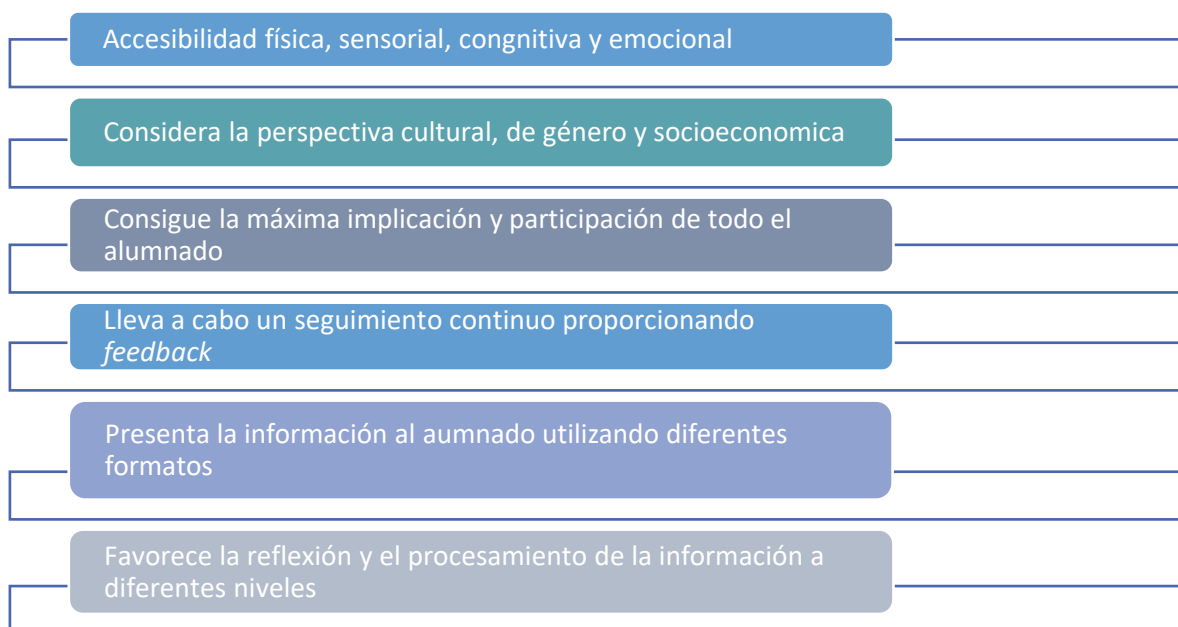 Accesibilidad física, sensorial, congnitiva y emocional
Considera la perspectiva cultural, de género y socioeconomica
Consigue la máxima implicación y participación de todo el
alumnado
Lleva a cabo un seguimiento continuo proporcionando
feedback
Presenta la información al aumnado utilizando diferentes
formatos
Favorece la reflexión y el procesamiento de la información a
diferentes niveles